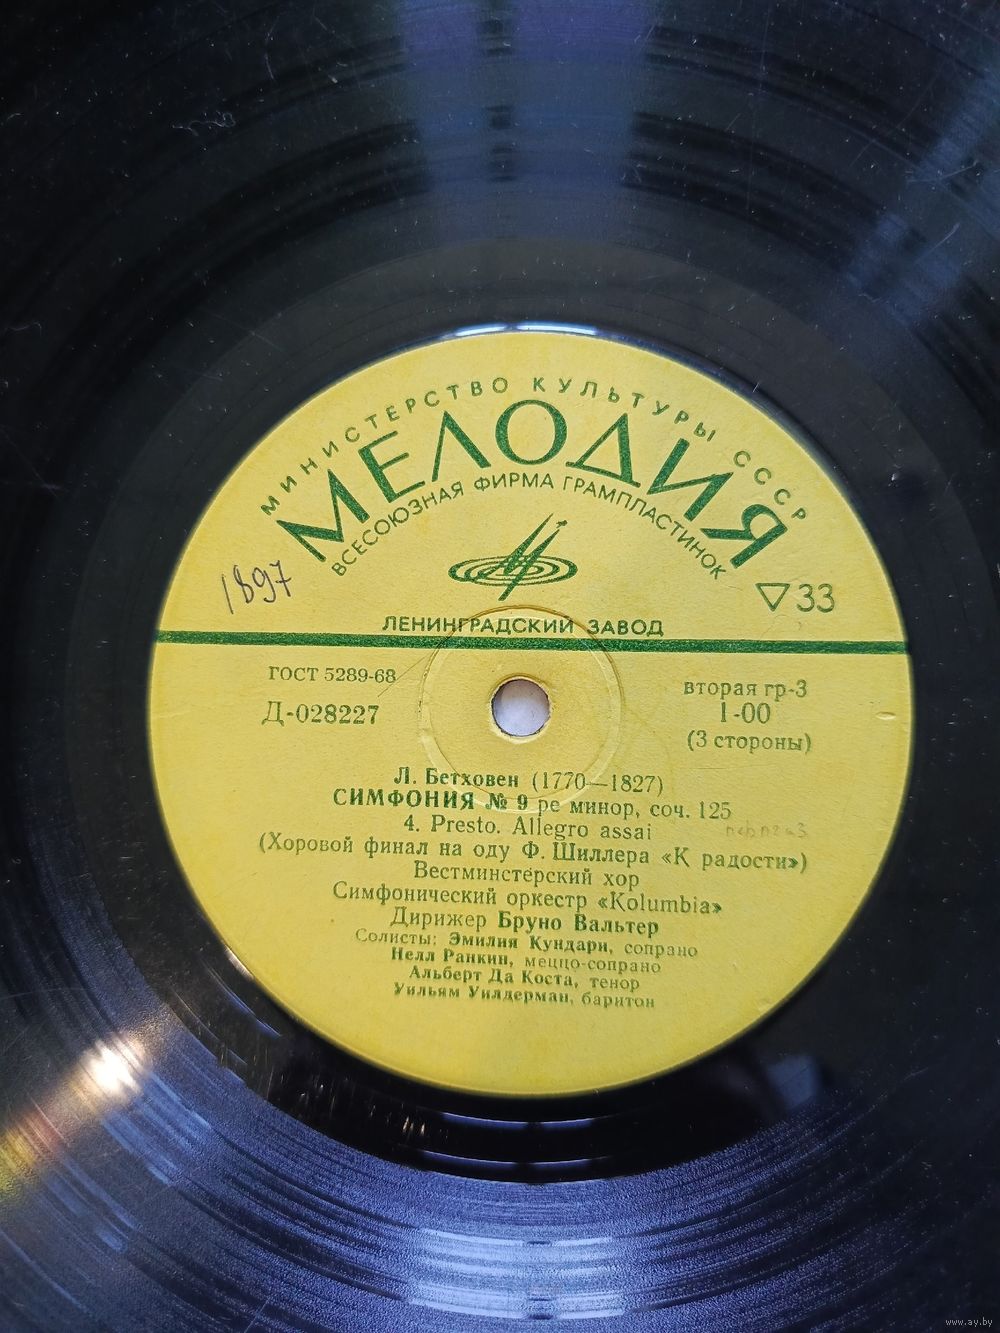 МИНИСТЕРСТВО КУЛЬТУРЫ СССР
МЕЛОДИЯ
ВСЕСОЮЗНАЯ ФИРМА ГРАМПЛАСТИНОК
1897
▽33
ЛЕНИНГРАДСКИЙ ЗАВОД
ГОСТ 5289-68
Д-028227
вторая гр-3
1-00
(3 стороны)
Л. Бетховен (1770—1827)
СИМФОНИЯ № 9 ре минор, соч. 125
4. Presto. Allegro assai
(Хоровой финал на оду Ф. Шиллера «К радости»)
Вестминстерский хор
Симфонический оркестр «Kolumbia»
Дирижер Бруно Вальтер
Солисты: Эмилия Кундари, сопрано
Нелл Ранкин, меццо-сопрано
Альберт Да Коста, тенор
Уильям Уилдерман, баритон
www.ay.by